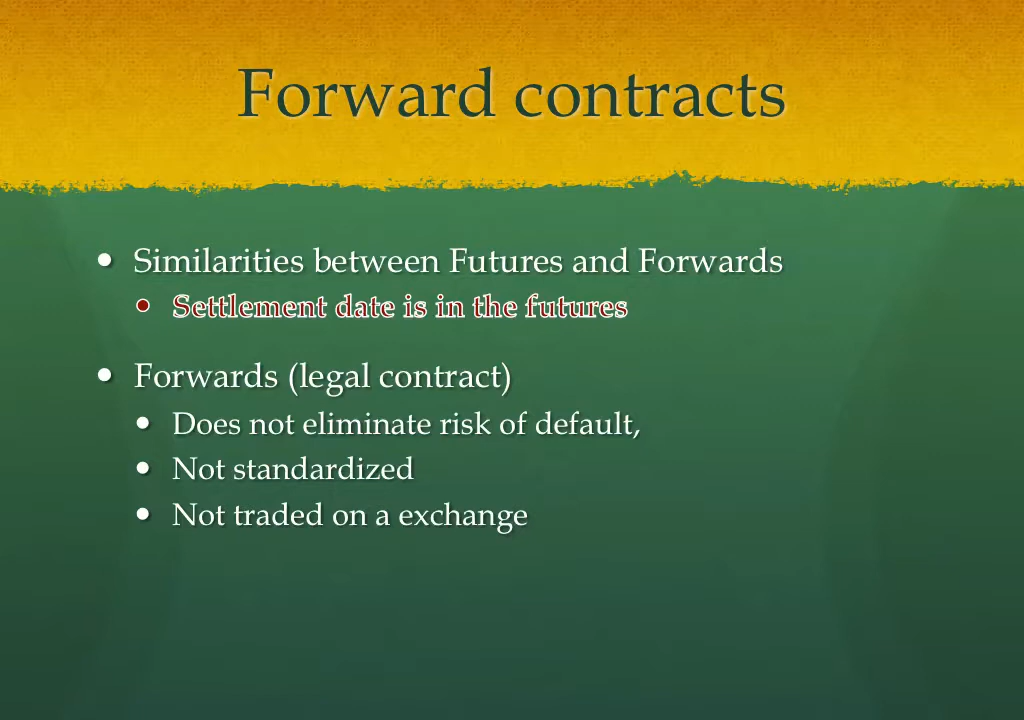 Forward contracts
• Similarities between Futures and Forwards
• Settlement date is in the futures
• Forwards (legal contract)
• Does not eliminate risk of default,
• Not standardized
• Not traded on a exchange